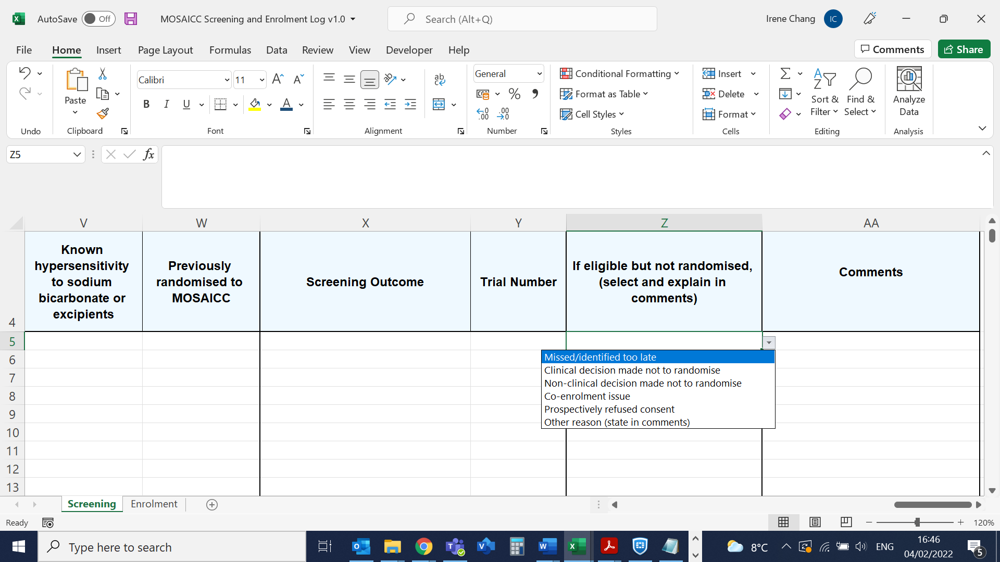 AutoSave Off MOSAICC Screening and Enrolment Log v1.0 Search (Alt+Q) Irene Chang IC
File Home Insert Page Layout Formulas Data Review View Developer Help Comments Share
Calibri 11 General Conditional Formatting Insert
Paste Format as Table Delete Sort & Find & Analyze
Cell Styles Format Filter Select Data
Undo Clipboard Font Alignment Number Styles Cells Editing Analysis
Z5 fx
V W X Y Z AA
4
Known
hypersensitivity
to sodium
bicarbonate or
excipients
Previously
randomised to
MOSAICC
Screening Outcome
Trial Number
If eligible but not randomised,
(select and explain in
comments)
Comments
5
6
7
8
9
10
11
12
13
Missed/identified too late
Clinical decision made not to randomise
Non-clinical decision made not to randomise
Co-enrolment issue
Prospectively refused consent
Other reason (state in comments)
Screening Enrolment
Ready 120%
Type here to search 8°C ENG 16:46
04/02/2022 5